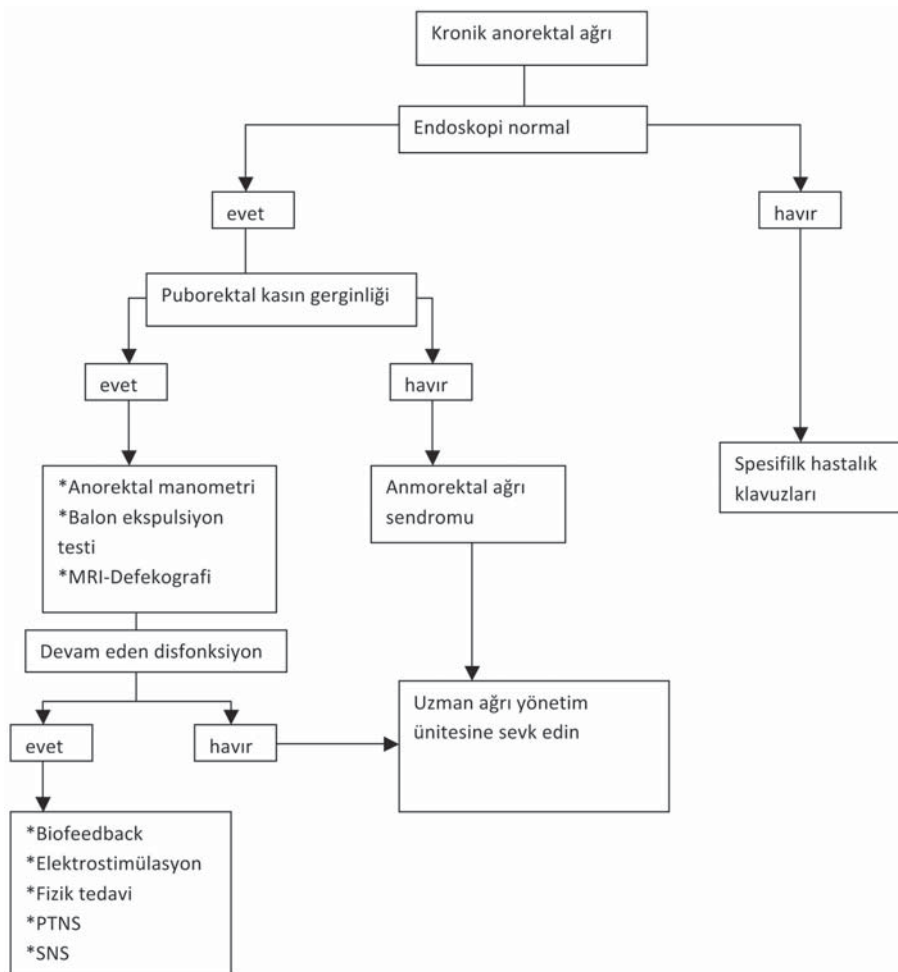 Kronik anorektal ağrı
Endoskopi normal
evet
havır
Puborektal kasın gerginliği
evet
havır
*Anorektal manometri
*Balon ekspulsiyon
testi
*MRI-Defekografi
Anmorektal ağrı
sendromu
Spesifilk hastalık
klavuzları
Devam eden disfonksiyon
evet
havır
Uzman ağrı yönetim
ünitesine sevk edin
*Biofeedback
*Elektrostimülasyon
*Fizik tedavi
*PTNS
*SNS